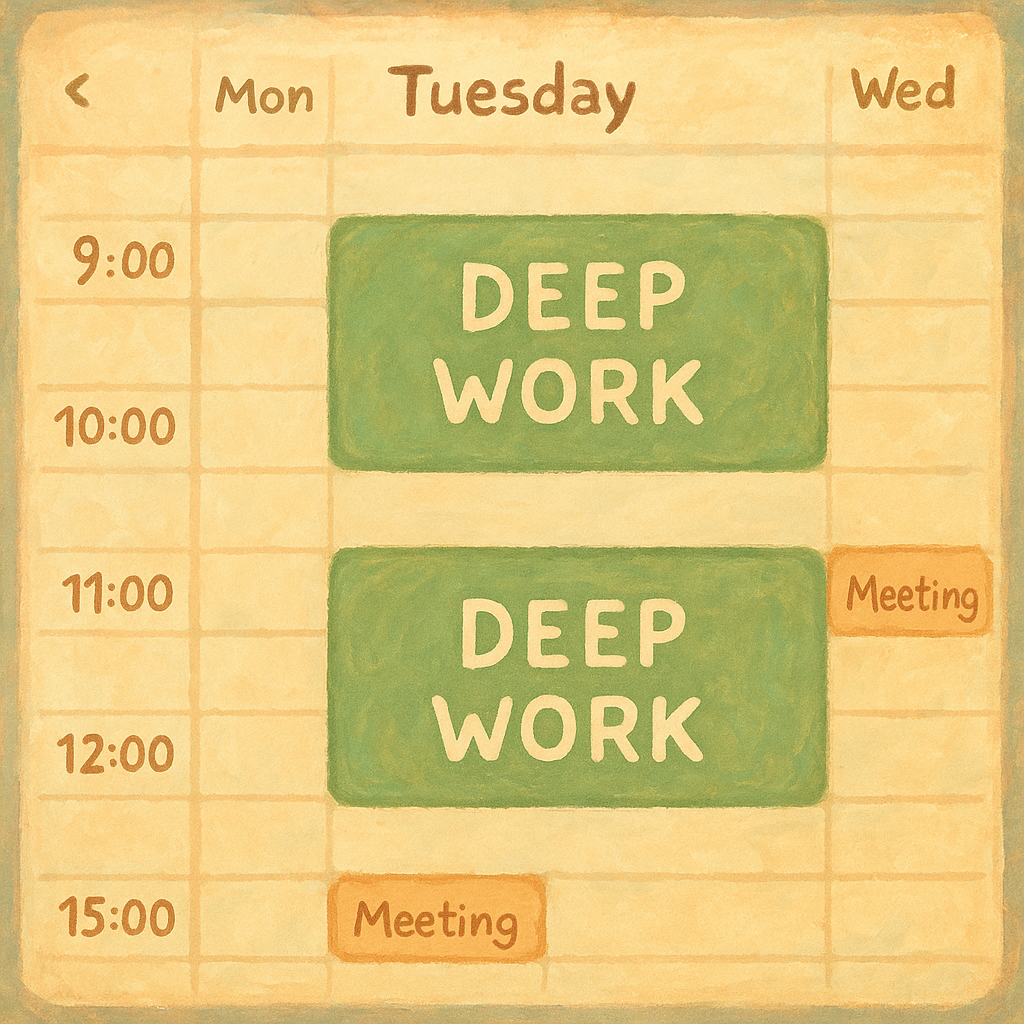 < Mon Tuesday Wed
9:00
DEEP
WORK
10:00
11:00
DEEP
WORK
Meeting
12:00
15:00
Meeting